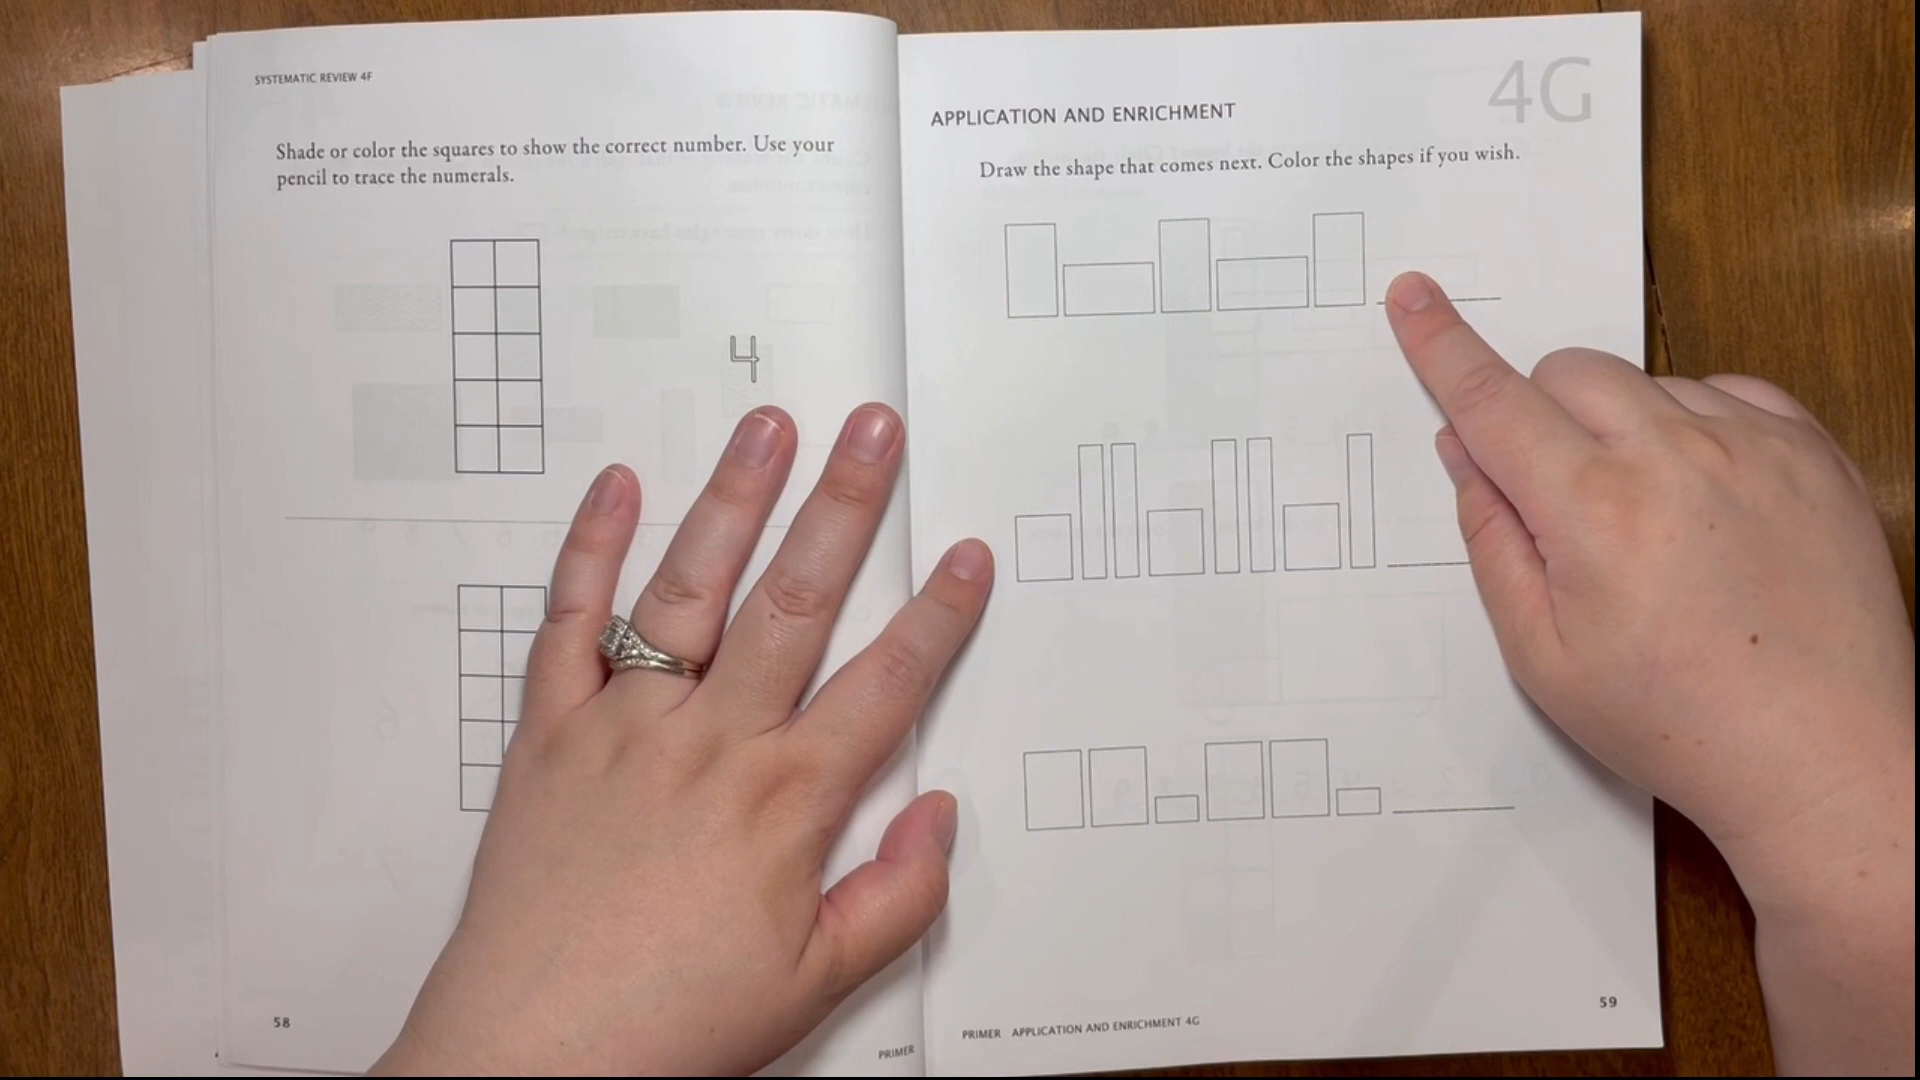 SYSTEMATIC REVIEW 4F
Shade or color the squares to show the correct number. Use your
pencil to trace the numerals.
4
58
PRIMER
4G
APPLICATION AND ENRICHMENT
Draw the shape that comes next. Color the shapes if you wish.
59
PRIMER APPLICATION AND ENRICHMENT 4G